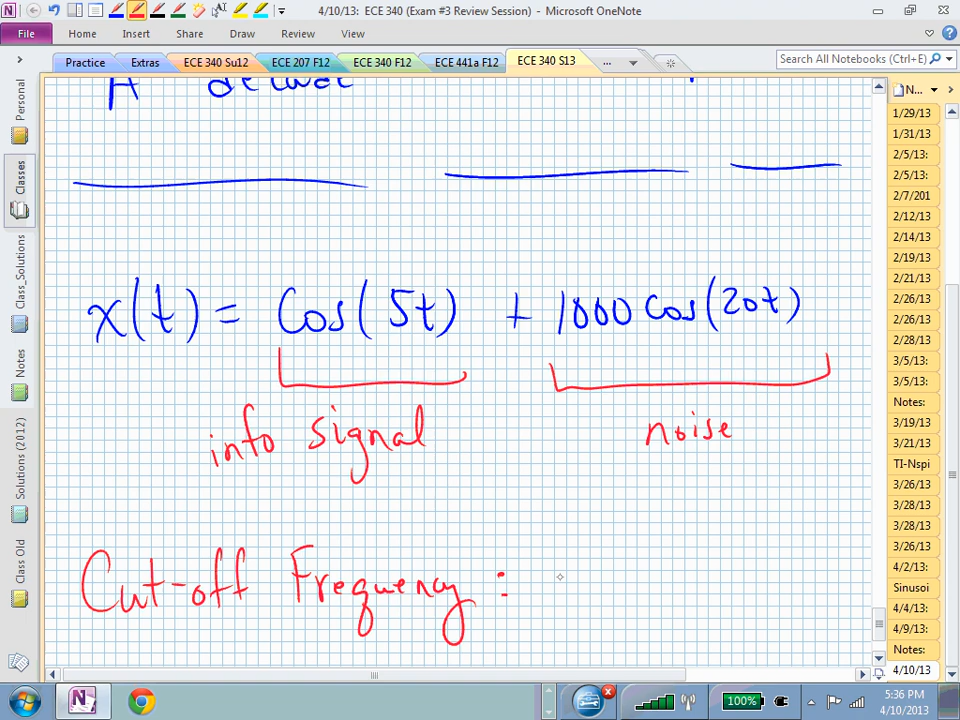 4/10/13: ECE 340 (Exam #3 Review Session) - Microsoft OneNote
File Home Insert Share Draw Review View
Practice Extras ECE 340 Su12 ECE 207 F12 ECE 340 F12 ECE 441a F12 ECE 340 S13 ... Search All Notebooks (Ctrl+E)
Personal
Classes
Class_Solutions
Notes
Solutions (2012)
Class Old
x(t) = Cos(5t) + 1000 cos(20t)
info signal noise
Cut-off Frequency :
N...
1/29/13
1/31/13
2/5/13:
2/5/13:
2/7/201
2/12/13
2/14/13
2/19/13
2/21/13
2/26/13
2/26/13
2/28/13
3/5/13:
3/5/13:
Notes:
3/19/13
3/21/13
TI-Nspi
3/26/13
3/28/13
3/28/13
3/26/13
4/2/13
Sinusoi
4/4/13
4/9/13:
Notes:
4/10/13
100%
5:36 PM
4/10/2013